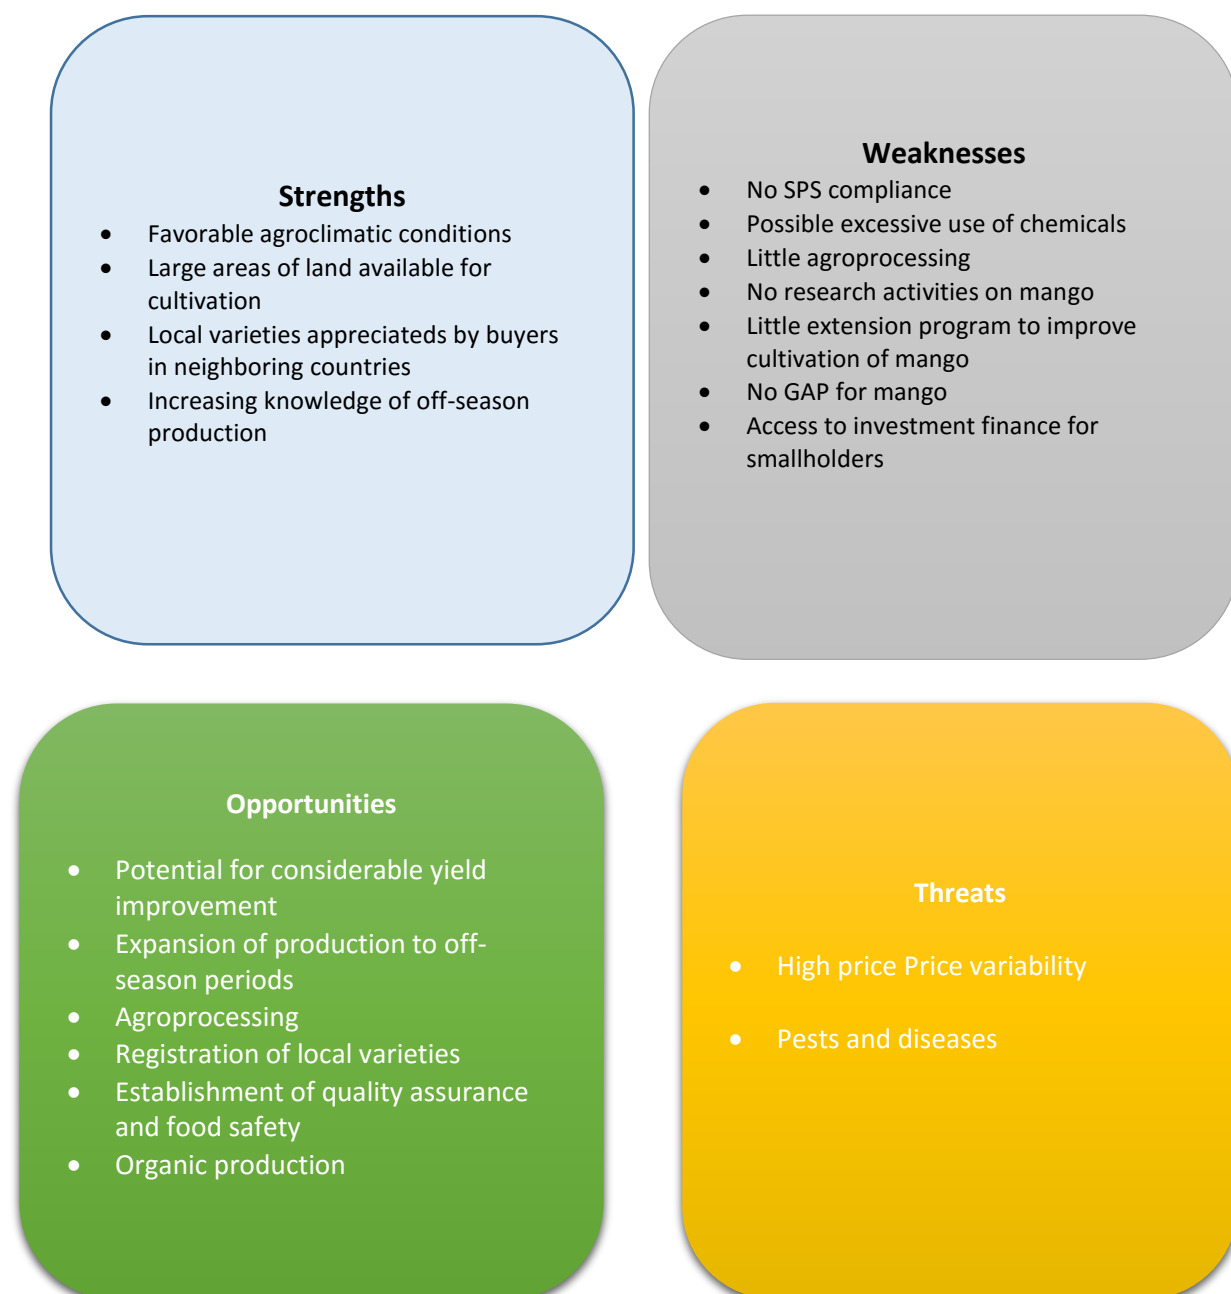 Strengths
• Favorable agroclimatic conditions
• Large areas of land available for
cultivation
• Local varieties appreciateds by buyers
in neighboring countries
• Increasing knowledge of off-season
production
Weaknesses
• No SPS compliance
• Possible excessive use of chemicals
• Little agroprocessing
• No research activities on mango
• Little extension program to improve
cultivation of mango
• No GAP for mango
• Access to investment finance for
smallholders
Opportunities
• Potential for considerable yield
improvement
• Expansion of production to off-
season periods
• Agroprocessing
• Registration of local varieties
• Establishment of quality assurance
and food safety
• Organic production
Threats
• High price Price variability
• Pests and diseases